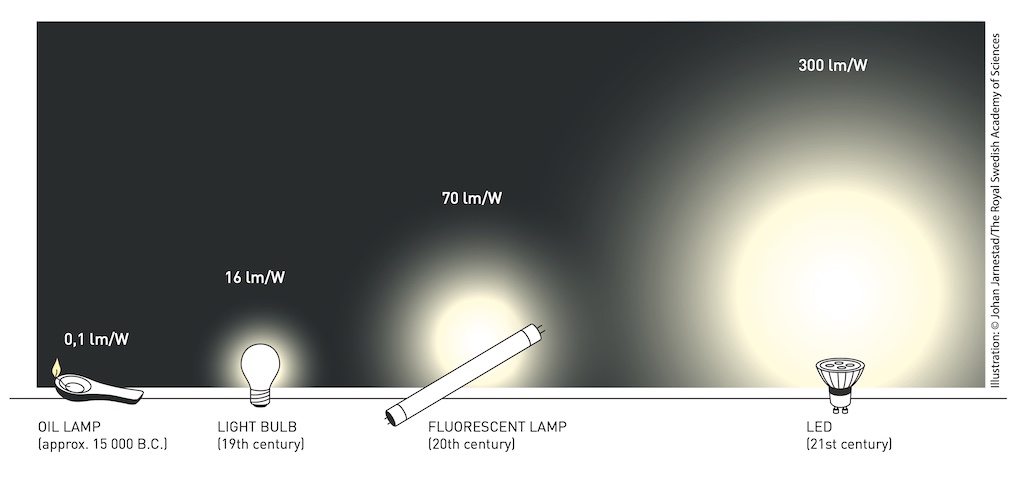 0,1 lm/W
16 lm/W
70 lm/W
300 lm/W
OIL LAMP
(approx. 15 000 B.C.)
LIGHT BULB
(19th century)
FLUORESCENT LAMP
(20th century)
LED
(21st century)
Illustration: © Johan Jarnestad/The Royal Swedish Academy of Sciences